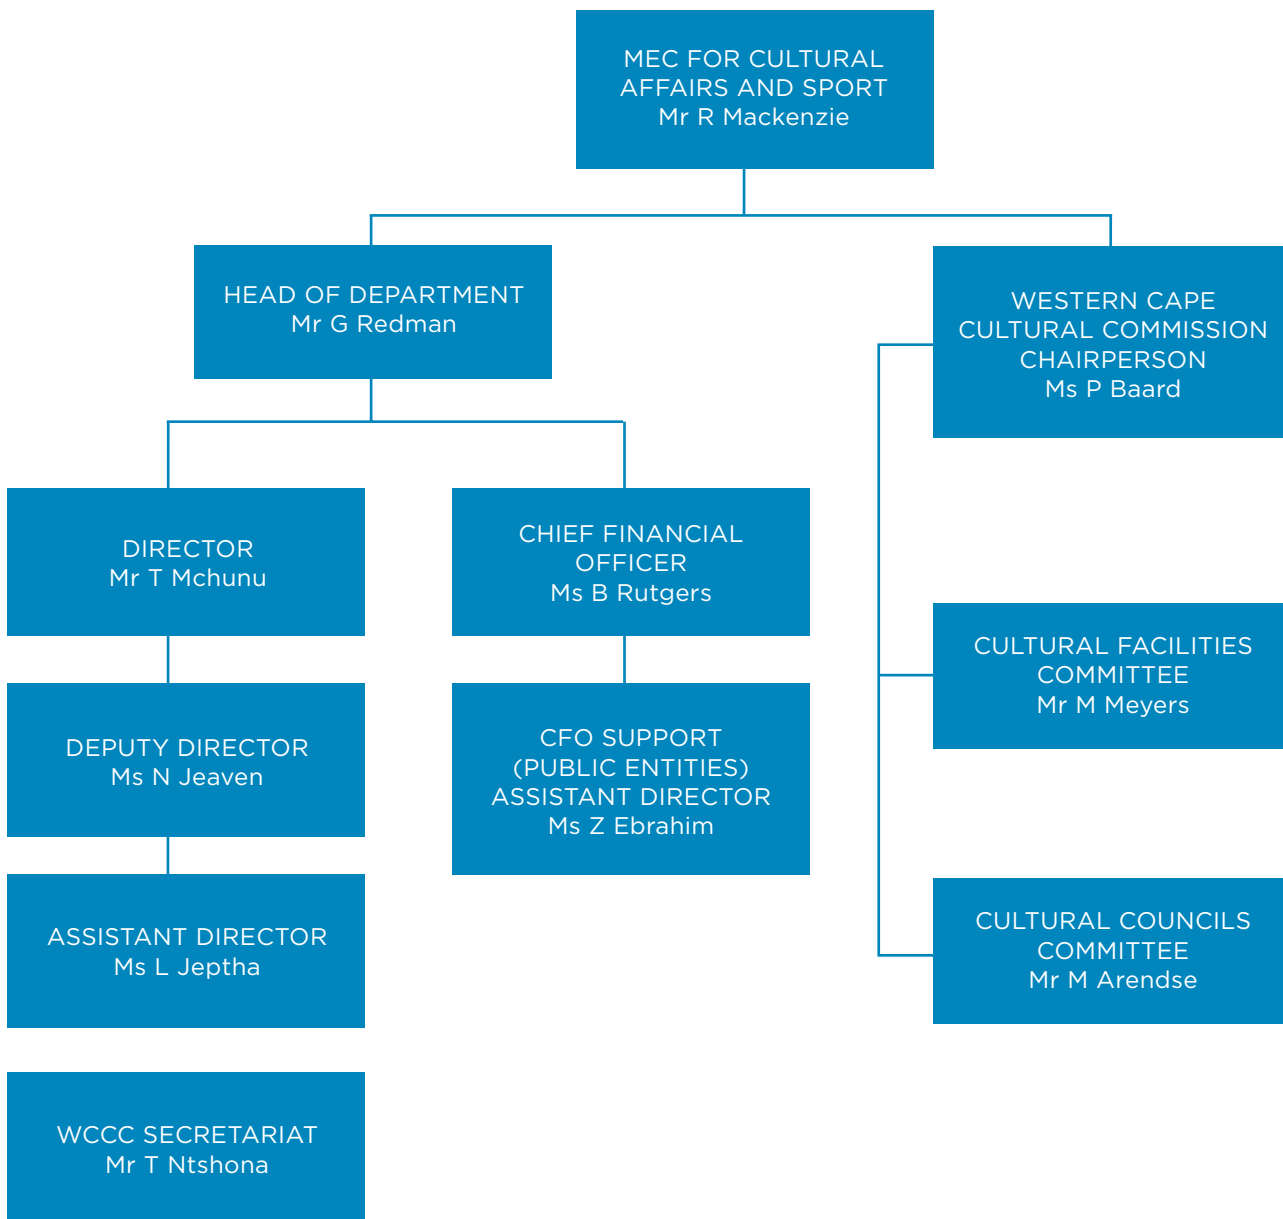 MEC FOR CULTURAL
AFFAIRS AND SPORT
Mr R Mackenzie
HEAD OF DEPARTMENT
Mr G Redman
WESTERN CAPE
CULTURAL COMMISSION
CHAIRPERSON
Ms P Baard
DIRECTOR
Mr T Mchunu
CHIEF FINANCIAL
OFFICER
Ms B Rutgers
CULTURAL FACILITIES
COMMITTEE
Mr M Meyers
DEPUTY DIRECTOR
Ms N Jeaven
CFO SUPPORT
(PUBLIC ENTITIES)
ASSISTANT DIRECTOR
Ms Z Ebrahim
ASSISTANT DIRECTOR
Ms L Jeptha
CULTURAL COUNCILS
COMMITTEE
Mr M Arendse
WCCC SECRETARIAT
Mr T Ntshona